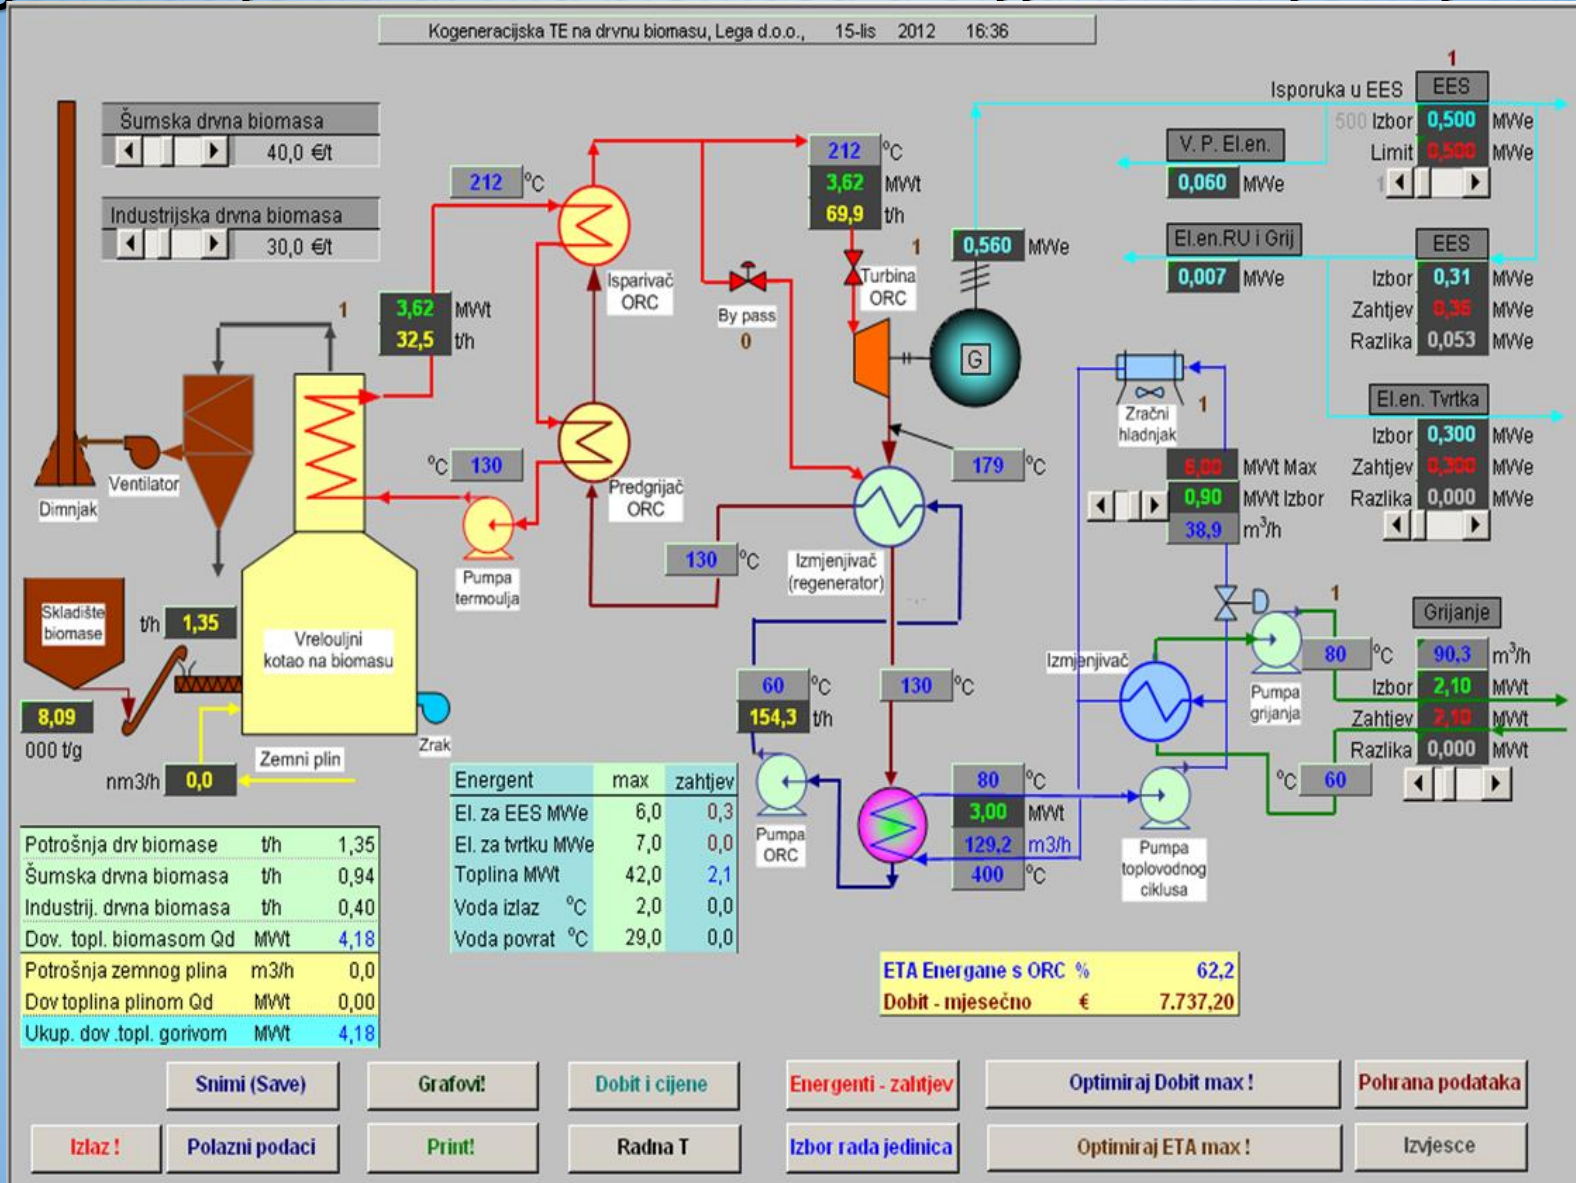 Kogeneracijska TE na drvnu biomasu, Lega d.o.o., 15-lis 2012 16:36
Šumska drvna biomasa
40,0 €/t
Industrijska drvna biomasa
30,0 €/t
1
Isporuka u EES EES
500 Izbor 0,500 MWe
Limit 0,500 MWe
1
V. P. El.en.
0,060 MWe
El.en.RU i Grij
0,007 MWe
EES
Izbor 0,31 MWe
Zahtjev 0,36 MWe
Razlika 0,053 MWe
El.en. Tvrtka
Izbor 0,300 MWe
Zahtjev 0,300 MWe
Razlika 0,000 MWe
212 °C
212 °C
3,62 MWt
69,9 t/h
1
0,560 MWe
Isparivač
ORC
By pass
0
Turbina
ORC
G
1
3,62 MWt
32,5 t/h
Zračni
hladnjak
1
6,00 MWt Max
0,90 MWt Izbor
38,9 m³/h
°C 130
179 °C
Predgrijač
ORC
Dimnjak
Ventilator
Pumpa
termoulja
130 °C
Izmjenjivač
(regenerator)
Skladište
biomase
t/h 1,35
Vrelouljni
kotao na biomasu
8,09
000 t/g
nm3/h 0,0
Zemni plin
Zrak
60 °C
154,3 t/h
130 °C
Izmjenjivač
1
Pumpa
grijanja
80 °C
Grijanje
90,3 m³/h
Izbor 2,10 MWt
Zahtjev 2,10 MWt
Razlika 0,000 MWt
°C 60
Pumpa
ORC
80 °C
3,00 MWt
129,2 m3/h
400 °C
Pumpa
toplovodnog
ciklusa
Energent max zahtjev
El. za EES MWe 6,0 0,3
El. za tvrtku MWe 7,0 0,0
Toplina MWt 42,0 2,1
Voda izlaz °C 2,0 0,0
Voda povrat °C 29,0 0,0
Potrošnja drv biomase t/h 1,35
Šumska drvna biomasa t/h 0,94
Industrij. drvna biomasa t/h 0,40
Dov. topl. biomasom Qd MWt 4,18
Potrošnja zemnog plina m3/h 0,0
Dov toplina plinom Qd MWt 0,00
Ukup. dov .topl. gorivom MWt 4,18
ETA Energane s ORC % 62,2
Dobit - mjesečno € 7.737,20
Snimi (Save) Grafovi! Dobit i cijene Energenti - zahtjev Optimiraj Dobit max ! Pohrana podataka
Izlaz ! Polazni podaci Print! Radna T Izbor rada jedinica Optimiraj ETA max ! Izvjesce